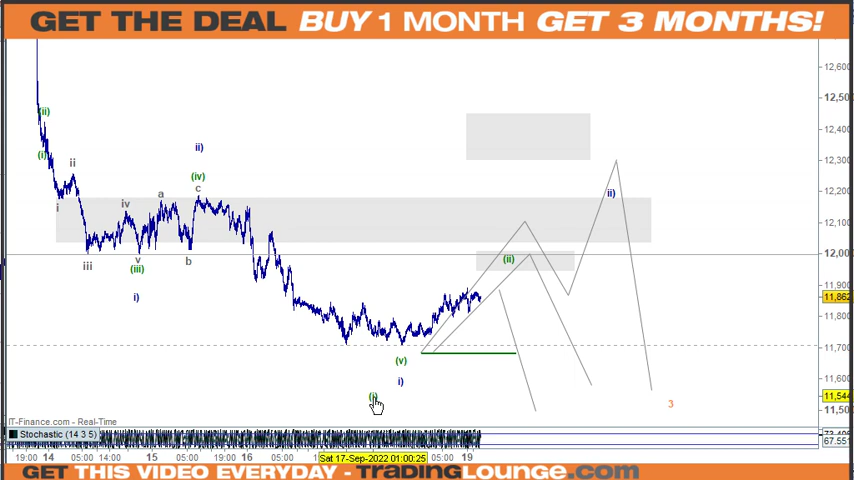 GET THE DEAL BUY 1 MONTH GET 3 MONTHS!
12,600
12,500
(ii)
12,400
(i)
ii)
12,300
ii
(iv)
12,200
a
c
ii)
i
iv
12,100
iii
v
b
(ii)
12,000
(iii)
11,900
i)
11,862
11,800
11,700
(v)
i)
11,600
(i)
3
11,544
11,500
IT-Finance.com - Real-Time
Stochastic (14 3 5)
67.551
19:00 14 05:00 14:00 15 05:00 19:00 16 05:00 Sat 17-Sep-2022 01:00:25 05:00 19
GET THIS VIDEO EVERYDAY - TradingLounge.com